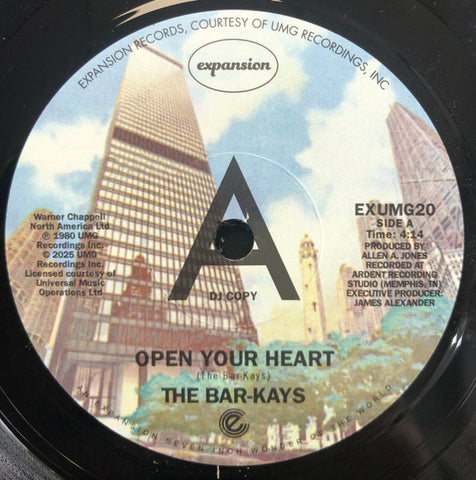 EXPANSION RECORDS, COURTESY OF UMG RECORDINGS, INC
expansion
A
DJ COPY
Warner Chappell
North America Ltd
℗ 1980 UMG
Recordings Inc.
© 2025 UMG
Recordings Inc.
Licensed courtesy of
Universal Music
Operations Ltd
EXUMG20
SIDE A
Time: 4:14
PRODUCED BY
ALLEN A. JONES
RECORDED AT
ARDENT RECORDING
STUDIO (MEMPHIS, TN)
EXECUTIVE PRODUCER:
JAMES ALEXANDER
OPEN YOUR HEART
(The Bar-Kays)
THE BAR-KAYS
e
AN EXPANSION SEVEN INCH WONDER OF THE WORLD